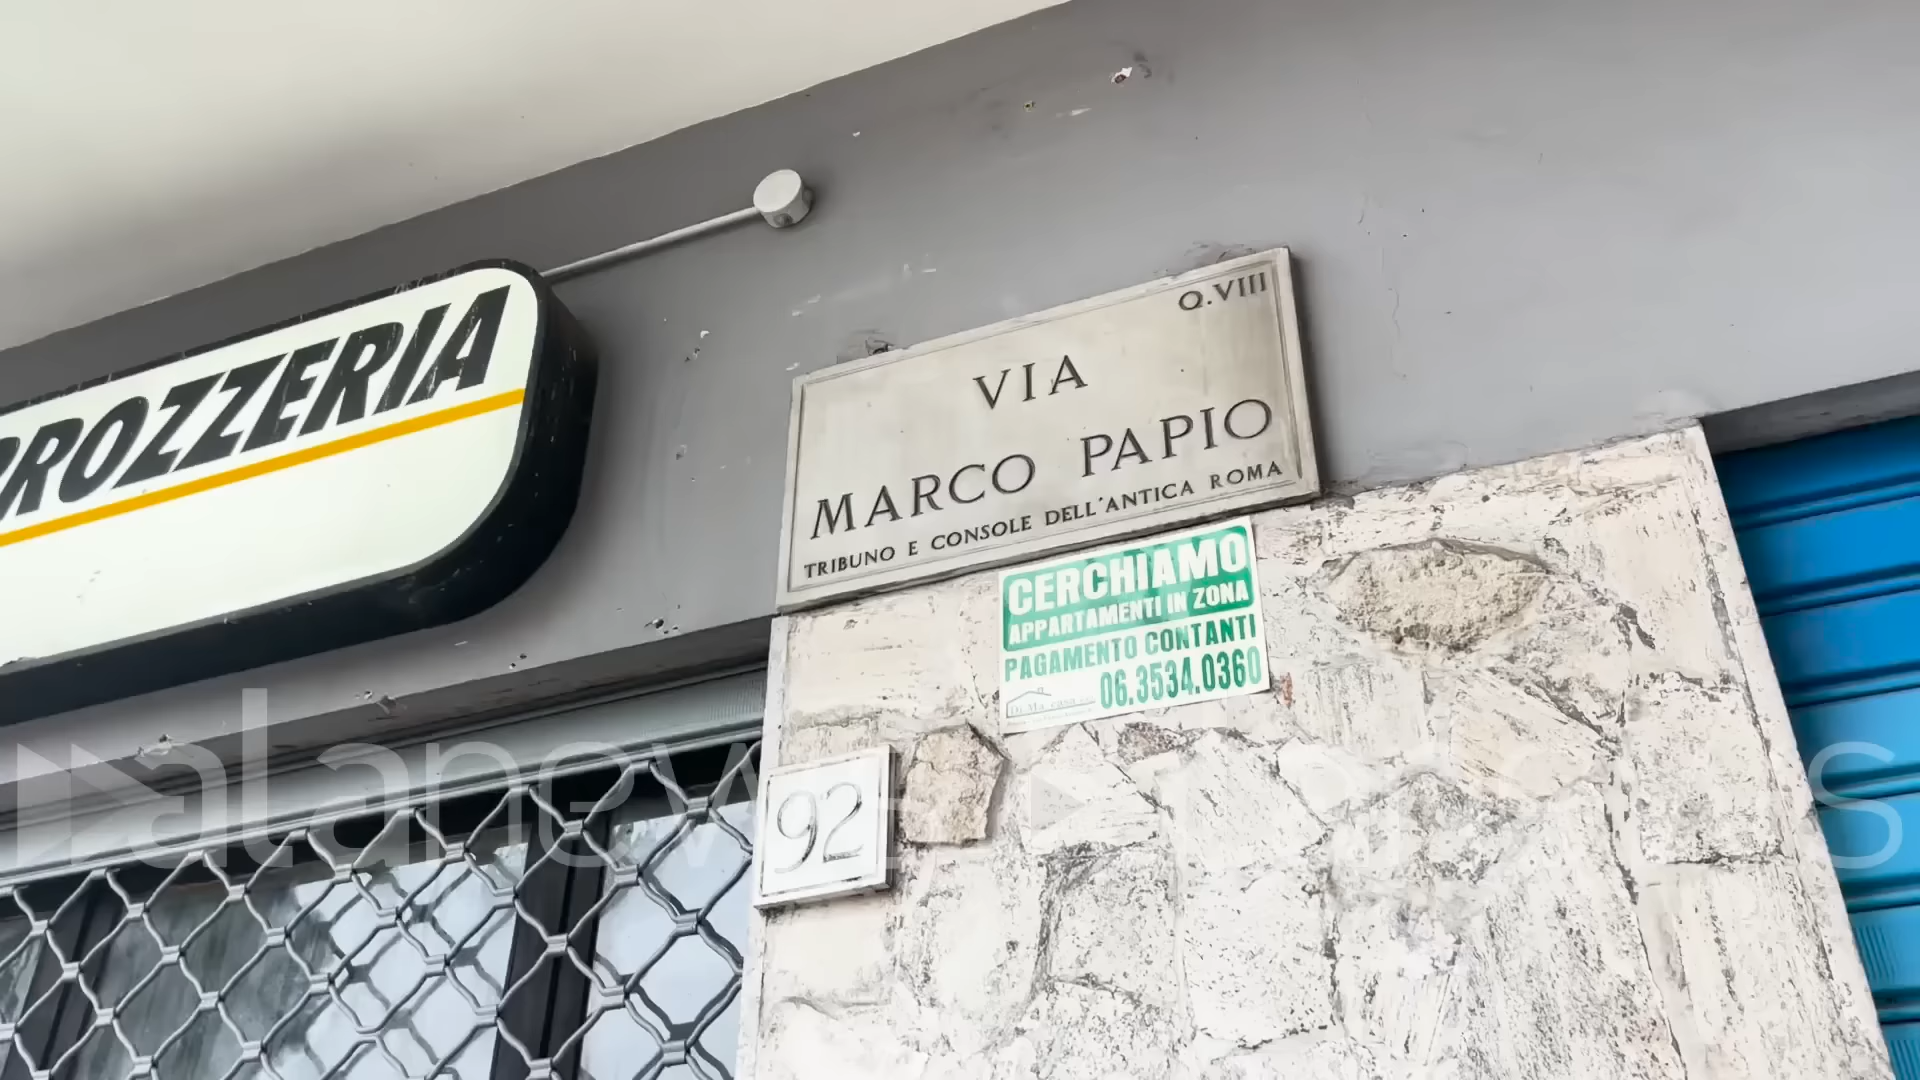 ROZZERIA
Q.VIII
VIA
MARCO PAPIO
TRIBUNO E CONSOLE DELL'ANTICA ROMA
CERCHIAMO
APPARTAMENTI IN ZONA
PAGAMENTO CONTANTI
06.3534.0360
92
alanews